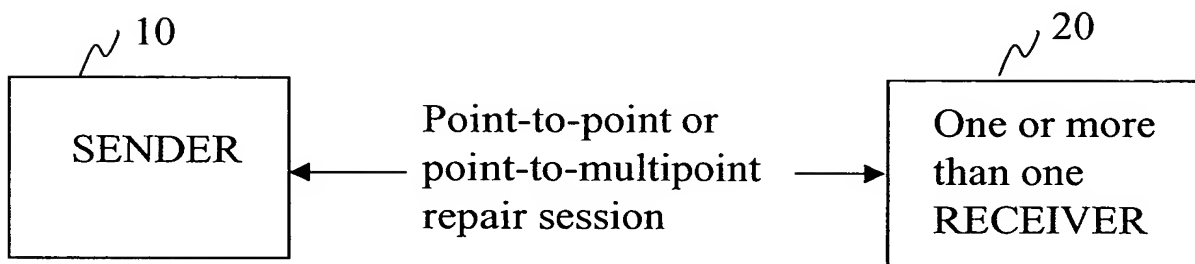 10
20
SENDER
Point-to-point or
point-to-multipoint
repair session
One or more
than one
RECEIVER